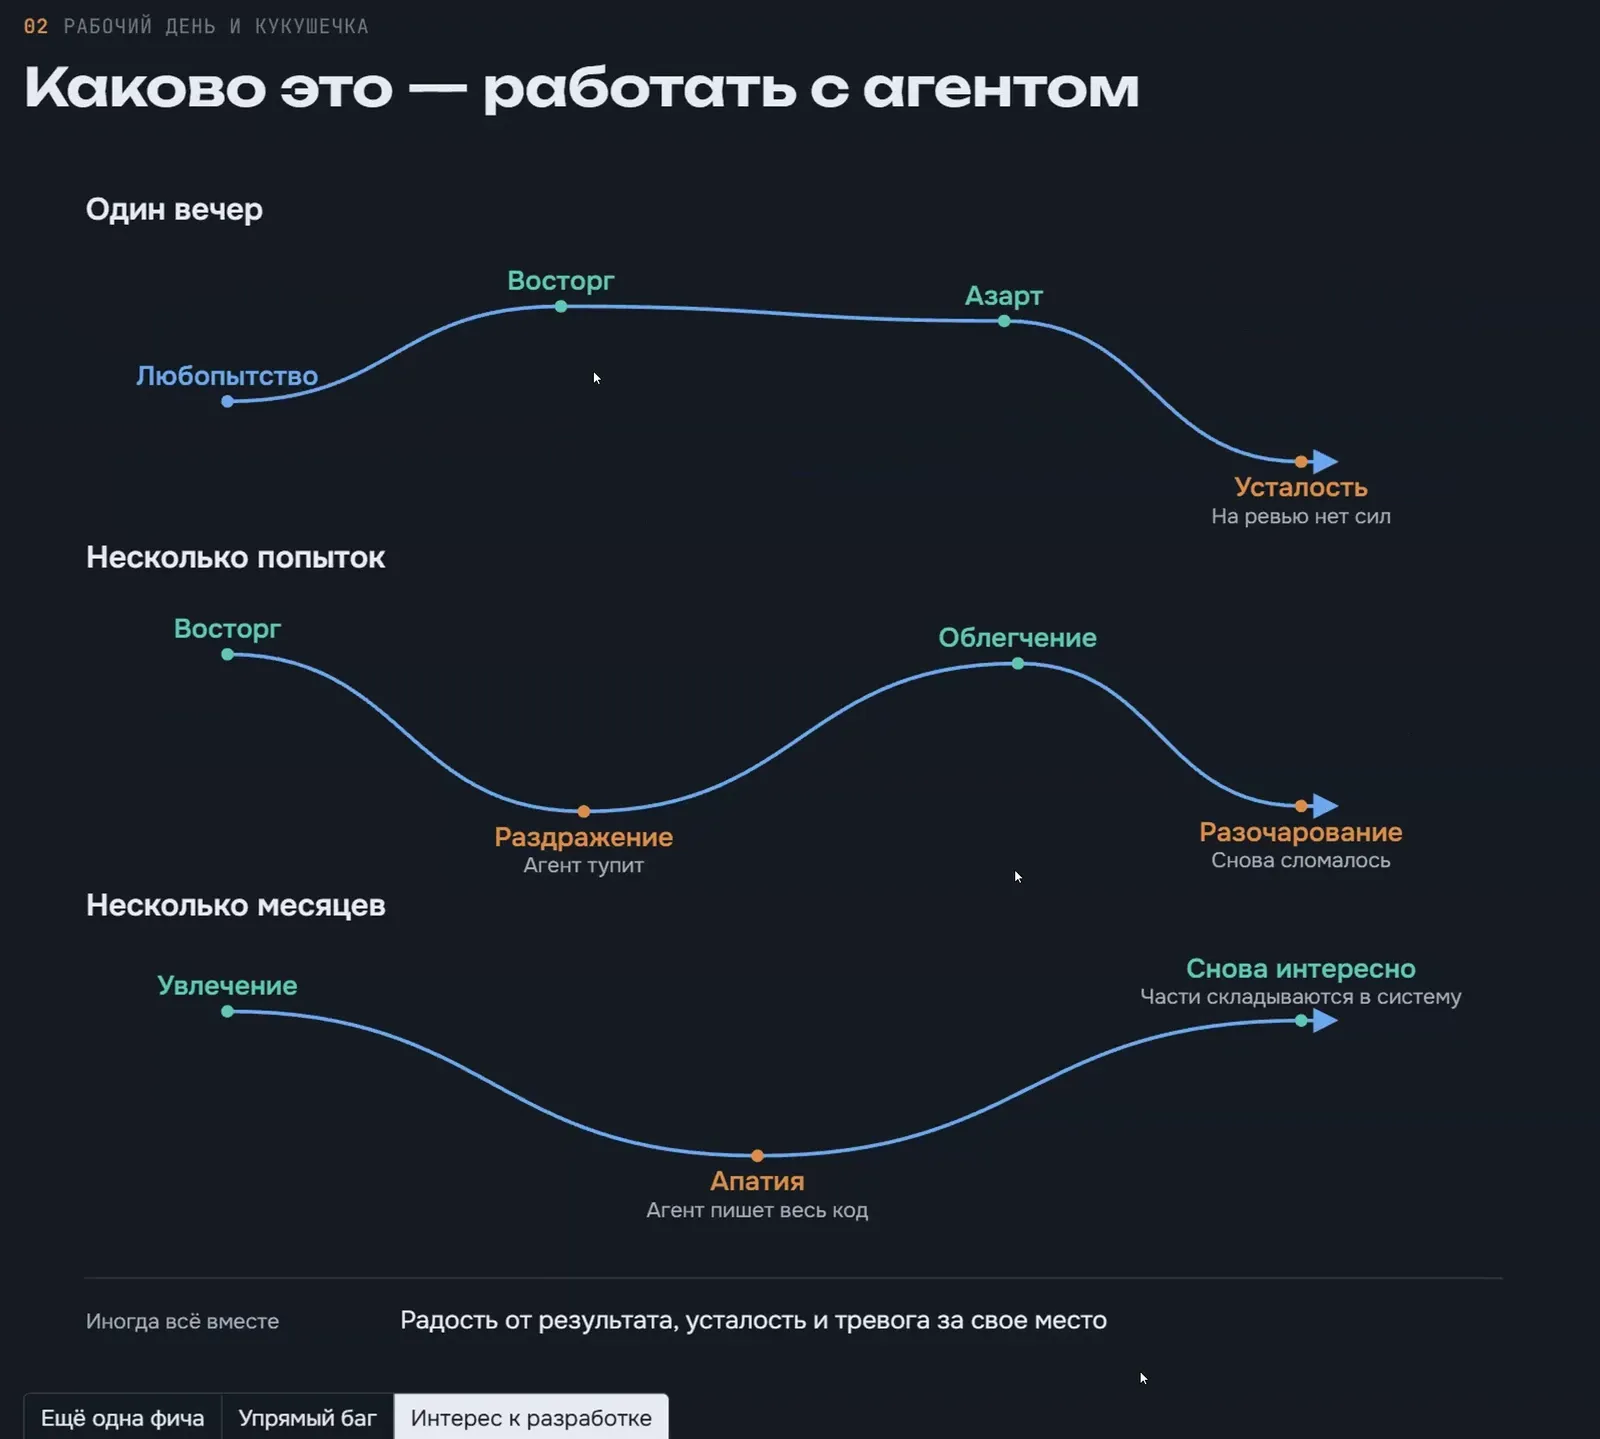 02 РАБОЧИЙ ДЕНЬ И КУКУШЕЧКА
Каково это — работать с агентом
Один вечер
Любопытство
Восторг
Азарт
Усталость
На ревью нет сил
Несколько попыток
Восторг
Раздражение
Агент тупит
Облегчение
Разочарование
Снова сломалось
Несколько месяцев
Увлечение
Апатия
Агент пишет весь код
Снова интересно
Части складываются в систему
Иногда всё вместе
Радость от результата, усталость и тревога за свое место
Ещё одна фича
Упрямый баг
Интерес к разработке